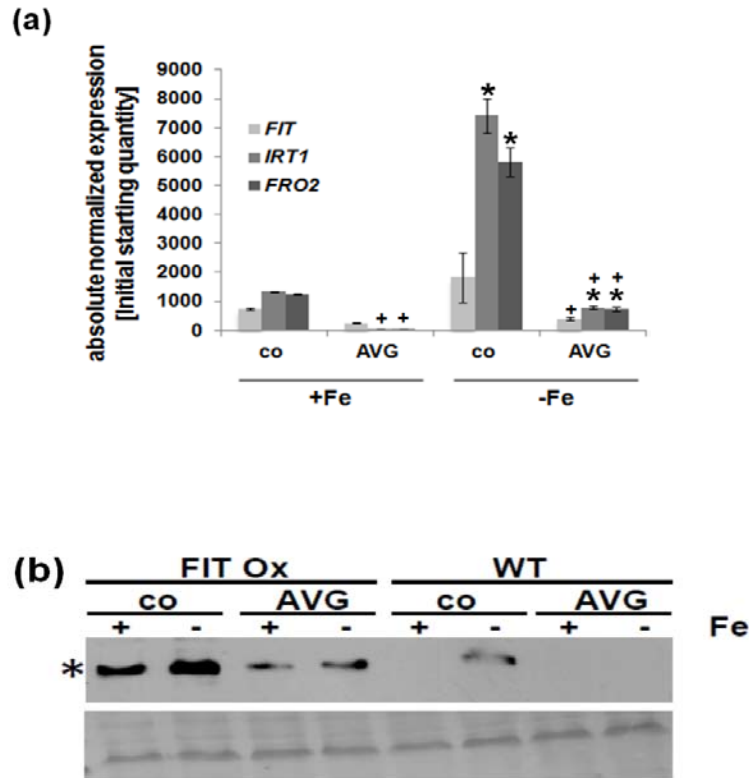 (a)
absolute normalized expression
[Initial starting quantity]
9000
8000
7000
6000
5000
4000
3000
2000
1000
0
FIT
IRT1
FRO2
* *
+ + + + +
* *
co AVG co AVG
+Fe -Fe
(b)
FIT Ox WT
co AVG co AVG
+ - + - + - + - Fe
*